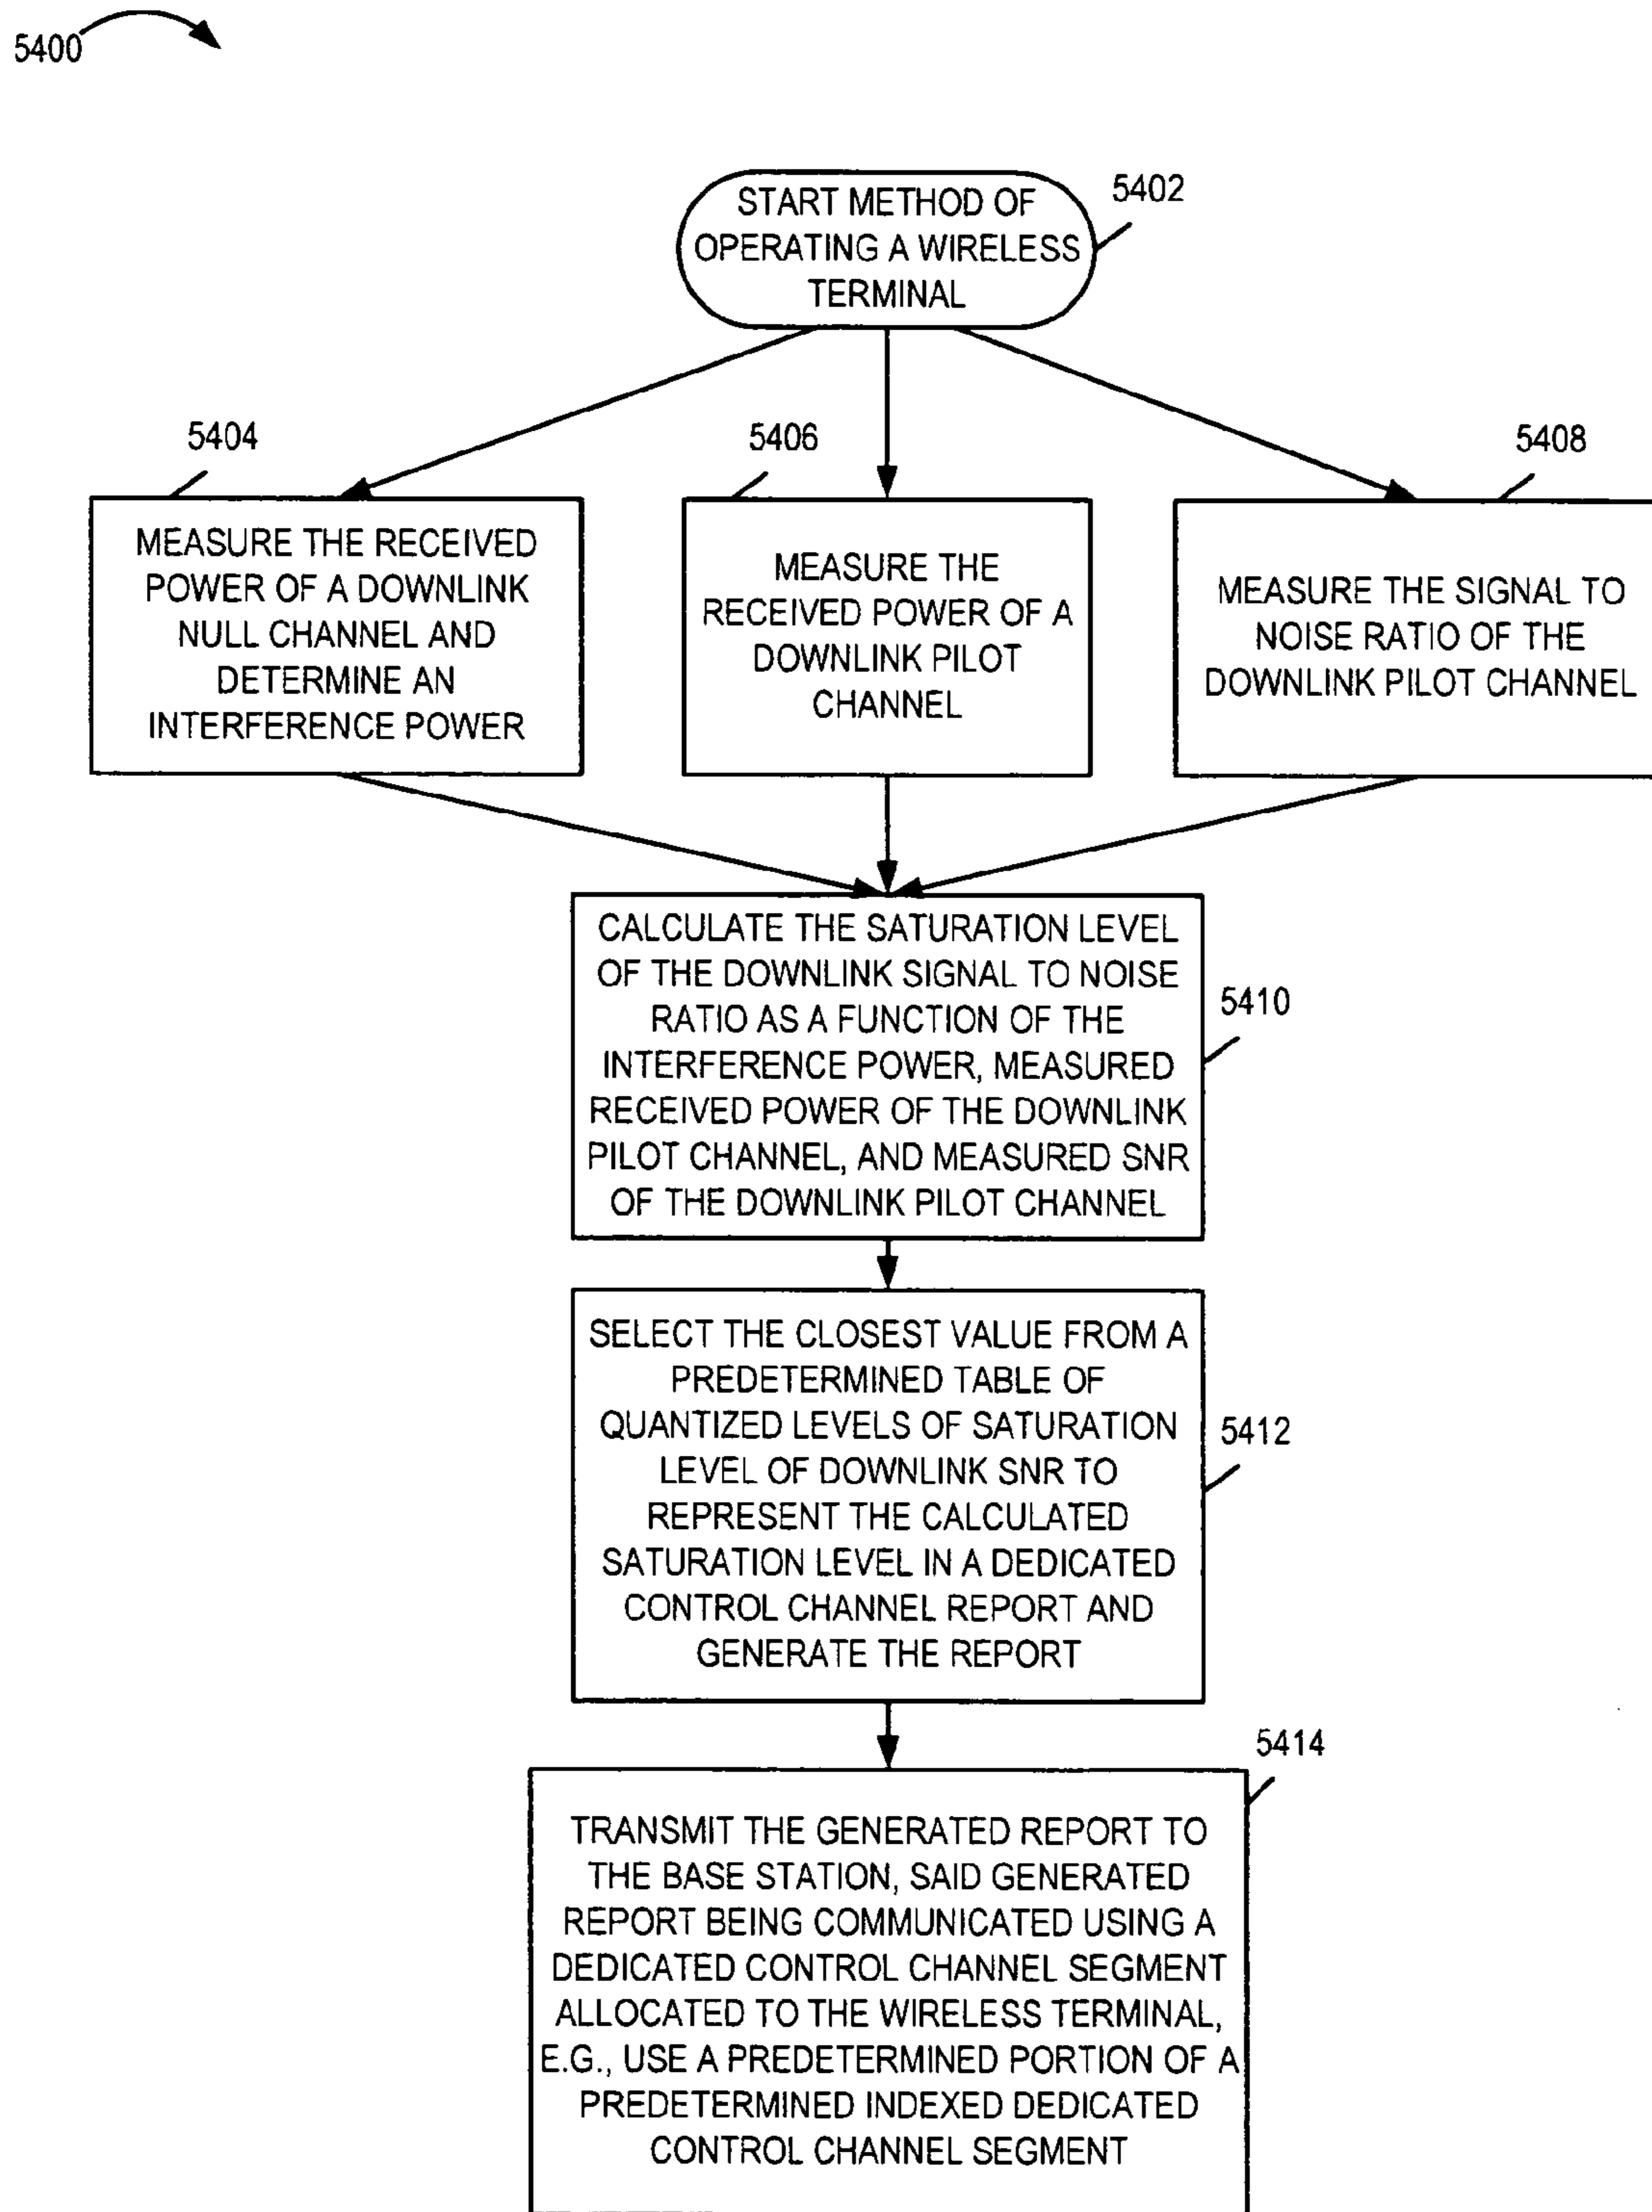 5400
START METHOD OF
OPERATING A WIRELESS
TERMINAL
5402
5404
5406
5408
MEASURE THE RECEIVED
POWER OF A DOWNLINK
NULL CHANNEL AND
DETERMINE AN
INTERFERENCE POWER
MEASURE THE
RECEIVED POWER OF A
DOWNLINK PILOT
CHANNEL
MEASURE THE SIGNAL TO
NOISE RATIO OF THE
DOWNLINK PILOT CHANNEL
CALCULATE THE SATURATION LEVEL
OF THE DOWNLINK SIGNAL TO NOISE
RATIO AS A FUNCTION OF THE
INTERFERENCE POWER, MEASURED
RECEIVED POWER OF THE DOWNLINK
PILOT CHANNEL, AND MEASURED SNR
OF THE DOWNLINK PILOT CHANNEL
5410
SELECT THE CLOSEST VALUE FROM A
PREDETERMINED TABLE OF
QUANTIZED LEVELS OF SATURATION
LEVEL OF DOWNLINK SNR TO
REPRESENT THE CALCULATED
SATURATION LEVEL IN A DEDICATED
CONTROL CHANNEL REPORT AND
GENERATE THE REPORT
5412
5414
TRANSMIT THE GENERATED REPORT TO
THE BASE STATION, SAID GENERATED
REPORT BEING COMMUNICATED USING A
DEDICATED CONTROL CHANNEL SEGMENT
ALLOCATED TO THE WIRELESS TERMINAL,
E.G., USE A PREDETERMINED PORTION OF A
PREDETERMINED INDEXED DEDICATED
CONTROL CHANNEL SEGMENT